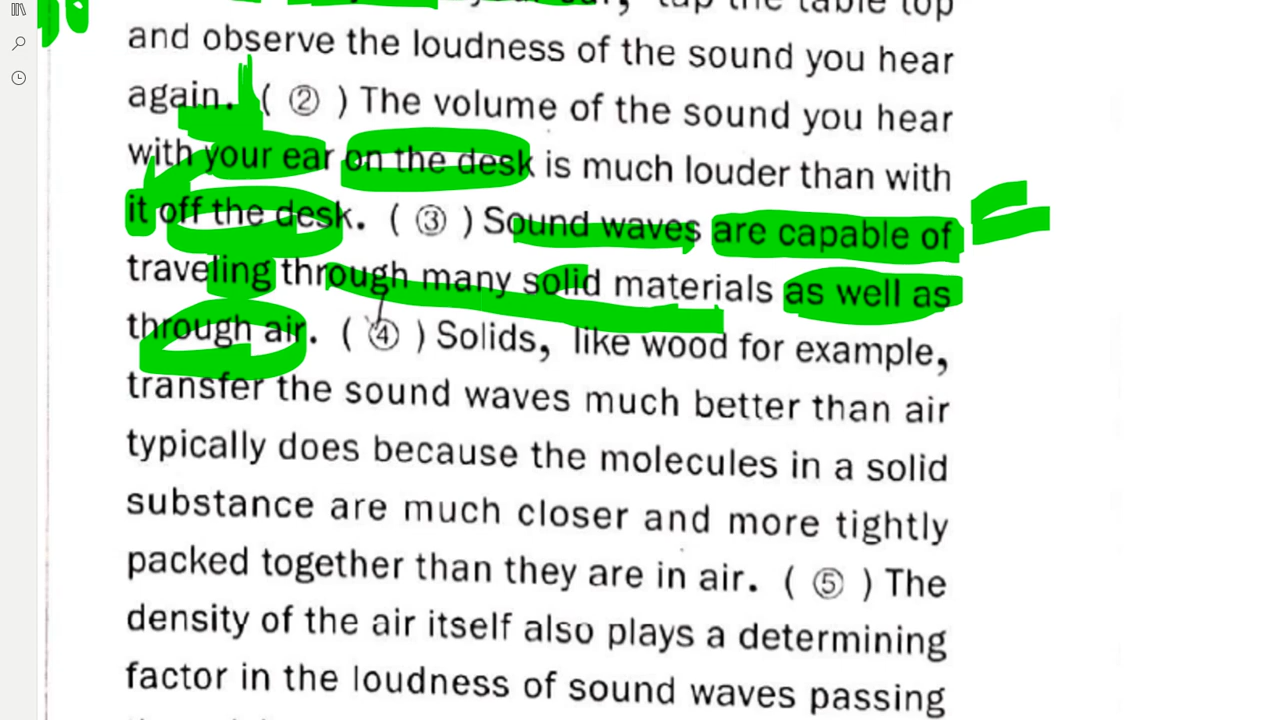 tap the table top
and observe the loudness of the sound you hear
again. ( ② ) The volume of the sound you hear
with your ear on the desk is much louder than with
it off the desk. ( ③ ) Sound waves are capable of
traveling through many solid materials as well as
through air. ( ④ ) Solids, like wood for example,
transfer the sound waves much better than air
typically does because the molecules in a solid
substance are much closer and more tightly
packed together than they are in air. ( ⑤ ) The
density of the air itself also plays a determining
factor in the loudness of sound waves passing